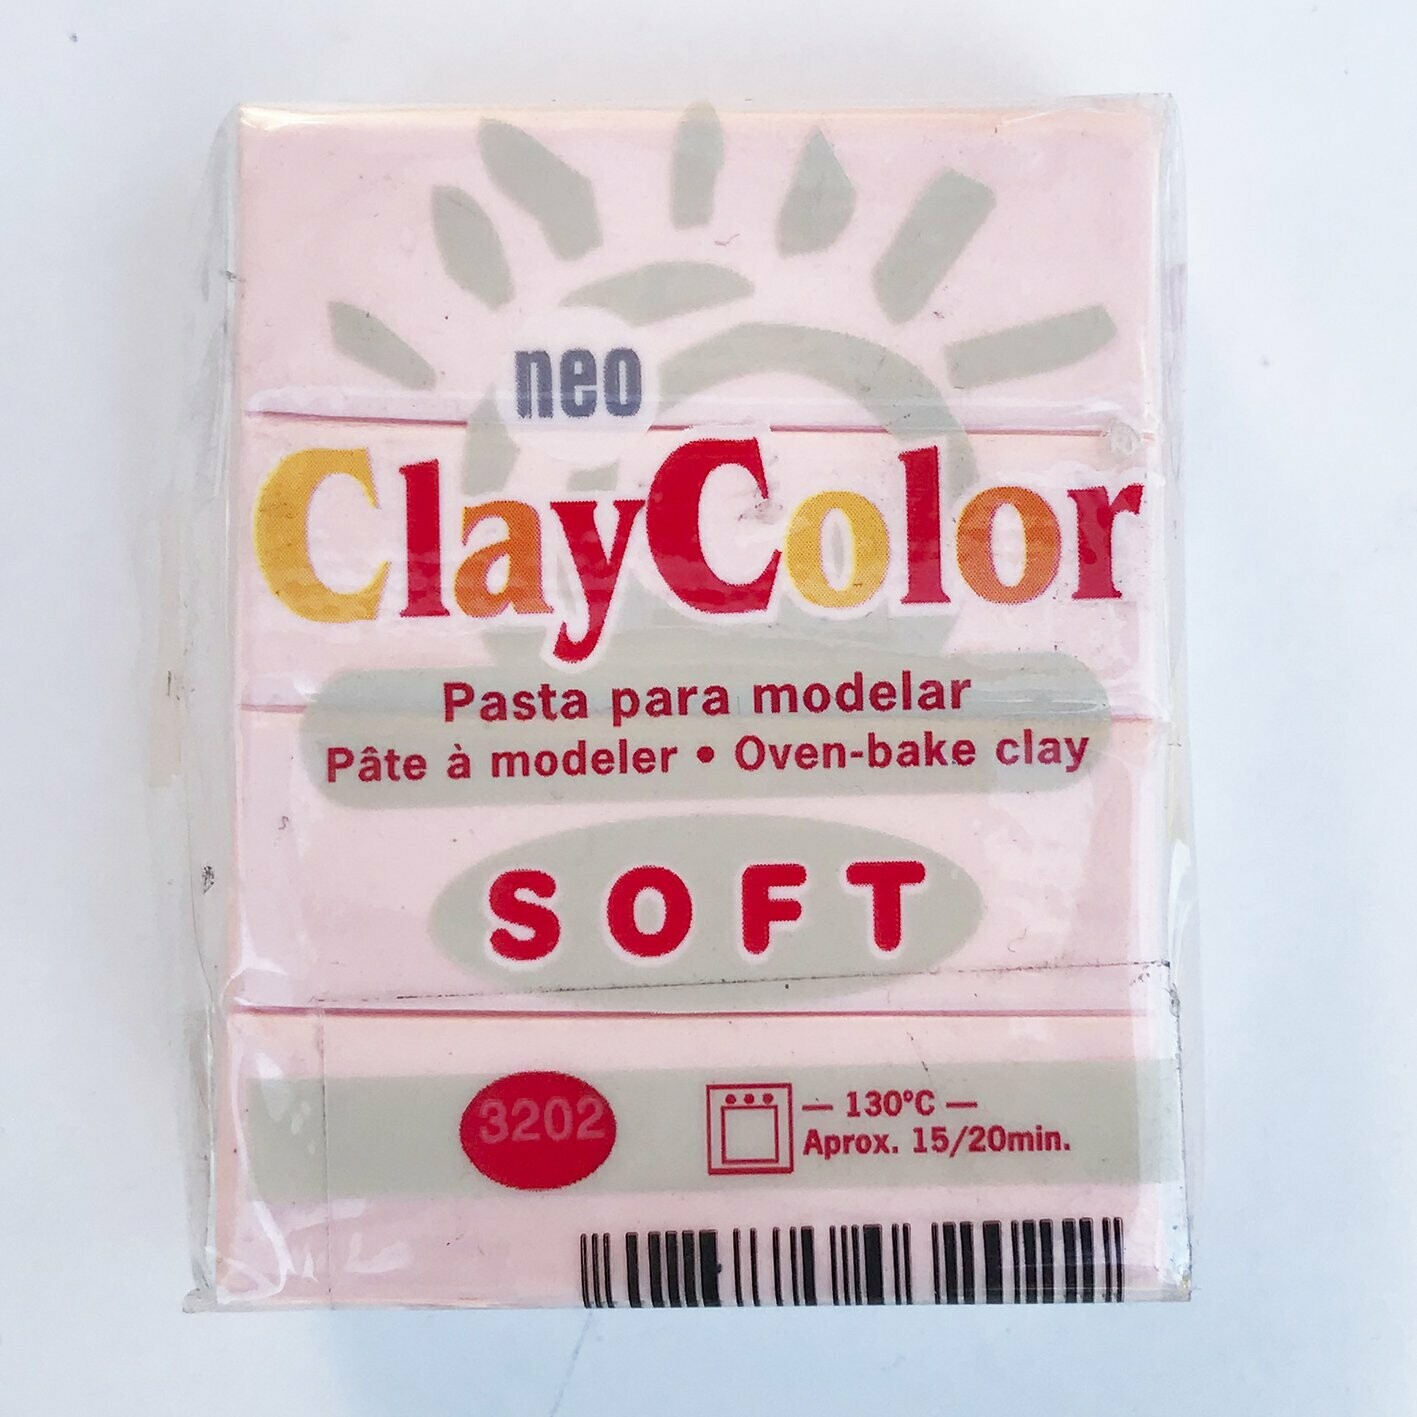 neo
ClayColor
Pasta para modelar
Pâte à modeler • Oven-bake clay
SOFT
3202
— 130°C —
Aprox. 15/20min.